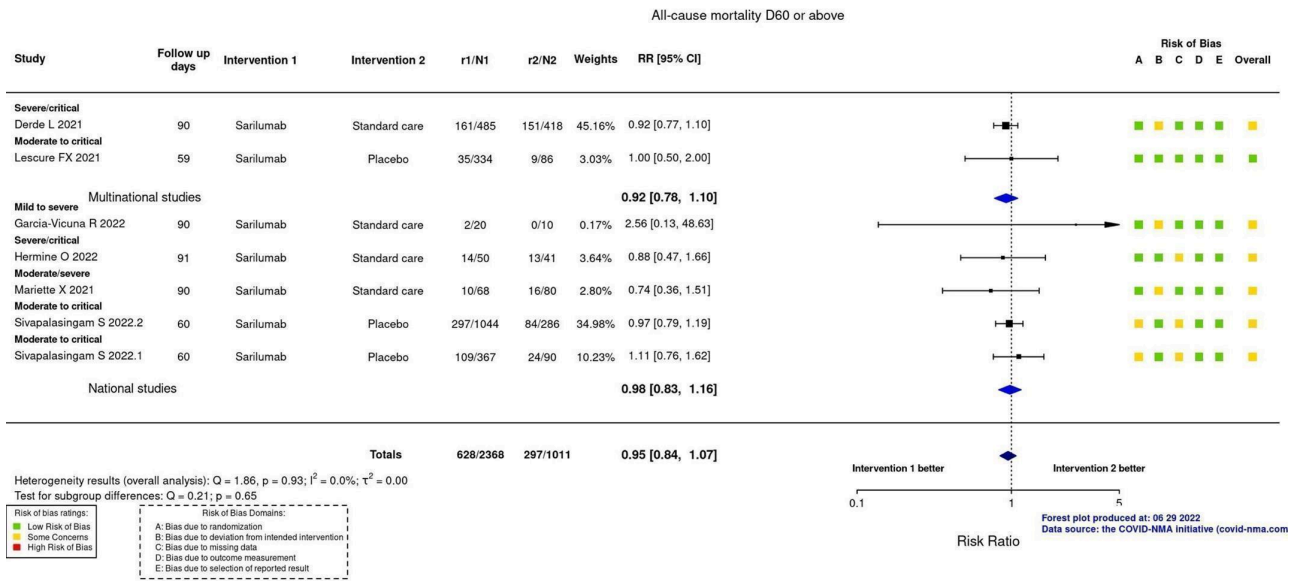 All-cause mortality D60 or above
Risk of Bias
Study Follow up days Intervention 1 Intervention 2 r1/N1 r2/N2 Weights RR [95% CI] A B C D E Overall
Severe/critical
Derde L 2021 90 Sarilumab Standard care 161/485 151/418 45.16% 0.92 [0.77, 1.10]
Moderate to critical
Lescure FX 2021 59 Sarilumab Placebo 35/334 9/86 3.03% 1.00 [0.50, 2.00]
Multinational studies 0.92 [0.78, 1.10]
Mild to severe
Garcia-Vicuna R 2022 90 Sarilumab Standard care 2/20 0/10 0.17% 2.56 [0.13, 48.63]
Severe/critical
Hermine O 2022 91 Sarilumab Standard care 14/50 13/41 3.64% 0.88 [0.47, 1.66]
Moderate/severe
Mariette X 2021 90 Sarilumab Standard care 10/68 16/80 2.80% 0.74 [0.36, 1.51]
Moderate to critical
Sivapalasingam S 2022.2 60 Sarilumab Placebo 297/1044 84/286 34.98% 0.97 [0.79, 1.19]
Moderate to critical
Sivapalasingam S 2022.1 60 Sarilumab Placebo 109/367 24/90 10.23% 1.11 [0.76, 1.62]
National studies 0.98 [0.83, 1.16]
Totals 628/2368 297/1011 0.95 [0.84, 1.07]
Intervention 1 better Intervention 2 better
Heterogeneity results (overall analysis): Q = 1.86, p = 0.93; I² = 0.0%; τ² = 0.00
Test for subgroup differences: Q = 0.21; p = 0.65
0.1 1 5
Risk Ratio
Forest plot produced at: 06 29 2022
Data source: the COVID-NMA initiative (covid-nma.com
Risk of bias ratings:
Low Risk of Bias
Some Concerns
High Risk of Bias
Risk of Bias Domains:
A: Bias due to randomization
B: Bias due to deviation from intended intervention
C: Bias due to missing data
D: Bias due to outcome measurement
E: Bias due to selection of reported result